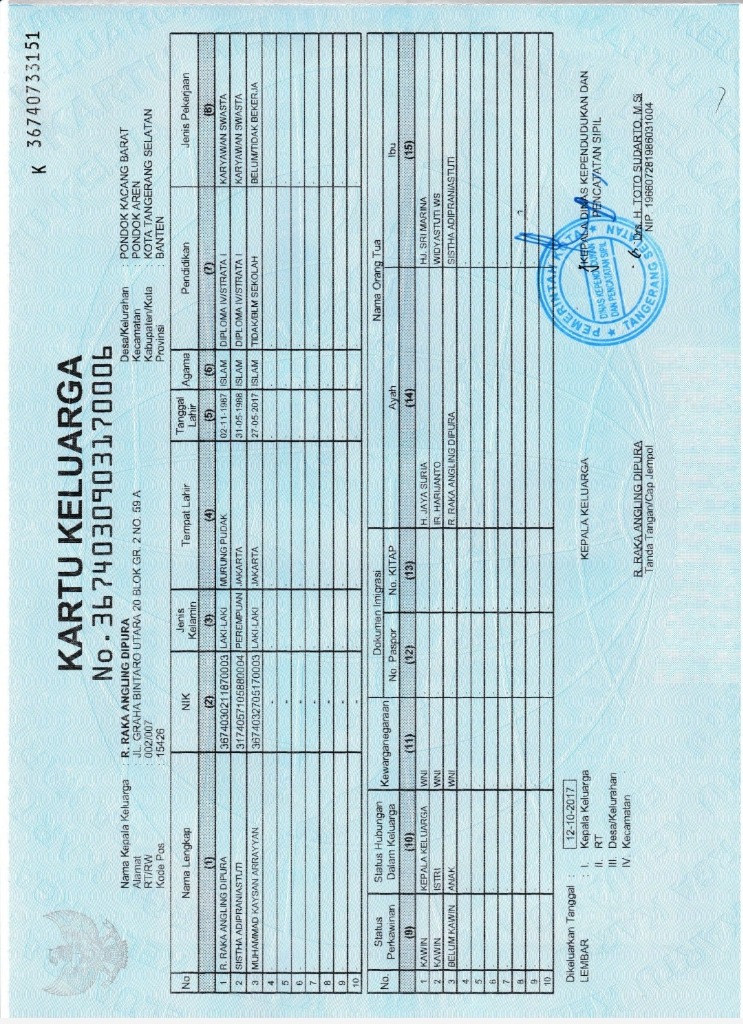 K 36740733151
KARTU KELUARGA
No. 3674030903170006
Nama Kepala Keluarga : R. RAKA ANGLING DIPURA
Alamat : JL. GRAHA BINTARO UTARA 20 BLOK GR. 2 NO. 59 A
RT/RW : 002/007
Kode Pos : 15426
Desa/Kelurahan : PONDOK KACANG BARAT
Kecamatan : PONDOK AREN
Kabupaten/Kota : KOTA TANGERANG SELATAN
Provinsi : BANTEN
No Nama Lengkap NIK Jenis Kelamin Tempat Lahir Tanggal Lahir Agama Pendidikan Jenis Pekerjaan
(1) (2) (3) (4) (5) (6) (7) (8)
1 R. RAKA ANGLING DIPURA 3674030211870003 LAKI-LAKI MURUNG PUDAK 02-11-1987 ISLAM DIPLOMA IV/STRATA I KARYAWAN SWASTA
2 SISTHA ADIPRANIASTUTI 3174057105880004 PEREMPUAN JAKARTA 31-05-1988 ISLAM DIPLOMA IV/STRATA I KARYAWAN SWASTA
3 MUHAMMAD KAYSAN ARRAYYAN 3674032705170003 LAKI-LAKI JAKARTA 27-05-2017 ISLAM TIDAK/BLM SEKOLAH BELUM/TIDAK BEKERJA
4 -
5 -
6 -
7 -
8 -
9 -
10 -
No. Status Perkawinan Status Hubungan Dalam Keluarga Kewarganegaraan Dokumen Imigrasi No. Paspor No. KITAP Nama Orang Tua Ayah Ibu
(9) (10) (11) (12) (13) (14) (15)
1 KAWIN KEPALA KELUARGA WNI H. JAYA SURIA HJ. SRI MARINA
2 KAWIN ISTRI WNI IR. HARIJANTO WIDYASTUTI WS
3 BELUM KAWIN ANAK WNI R. RAKA ANGLING DIPURA SISTHA ADIPRANIASTUTI
4
5
6
7
8
9
10
Dikeluarkan Tanggal : 12-10-2017
LEMBAR : I. Kepala Keluarga
II. RT
III. Desa/Kelurahan
IV. Kecamatan
KEPALA KELUARGA
R. RAKA ANGLING DIPURA
Tanda Tangan/Cap Jempol
KEPALA DINAS KEPENDUDUKAN DAN
PENCATATAN SIPIL
PEMERINTAH KOTA
DINAS KEPENDUDUKAN
DAN PENCATATAN SIPIL
TANGERANG SELATAN
Drs. H. TOTO SUDARTO, M.Si
NIP 196607281986031004